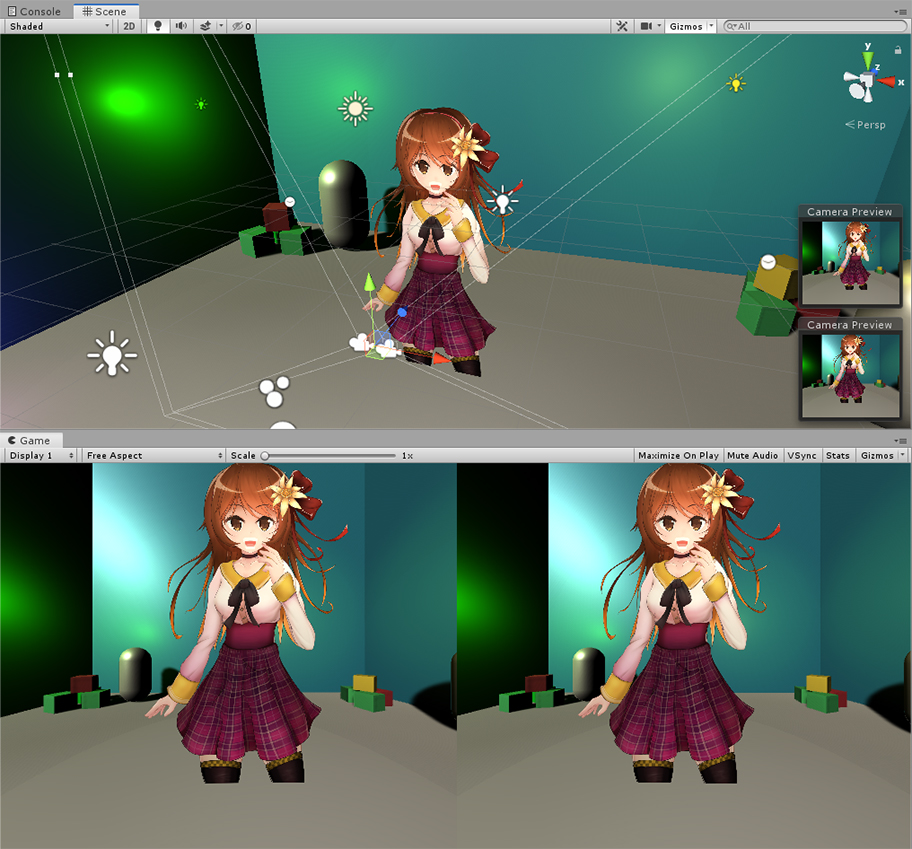 Console Scene
Shaded 2D 0 Gizmos All
y
z
x
Persp
Camera Preview
Camera Preview
Game
Display 1 Free Aspect Scale 1x Maximize On Play Mute Audio VSync Stats Gizmos